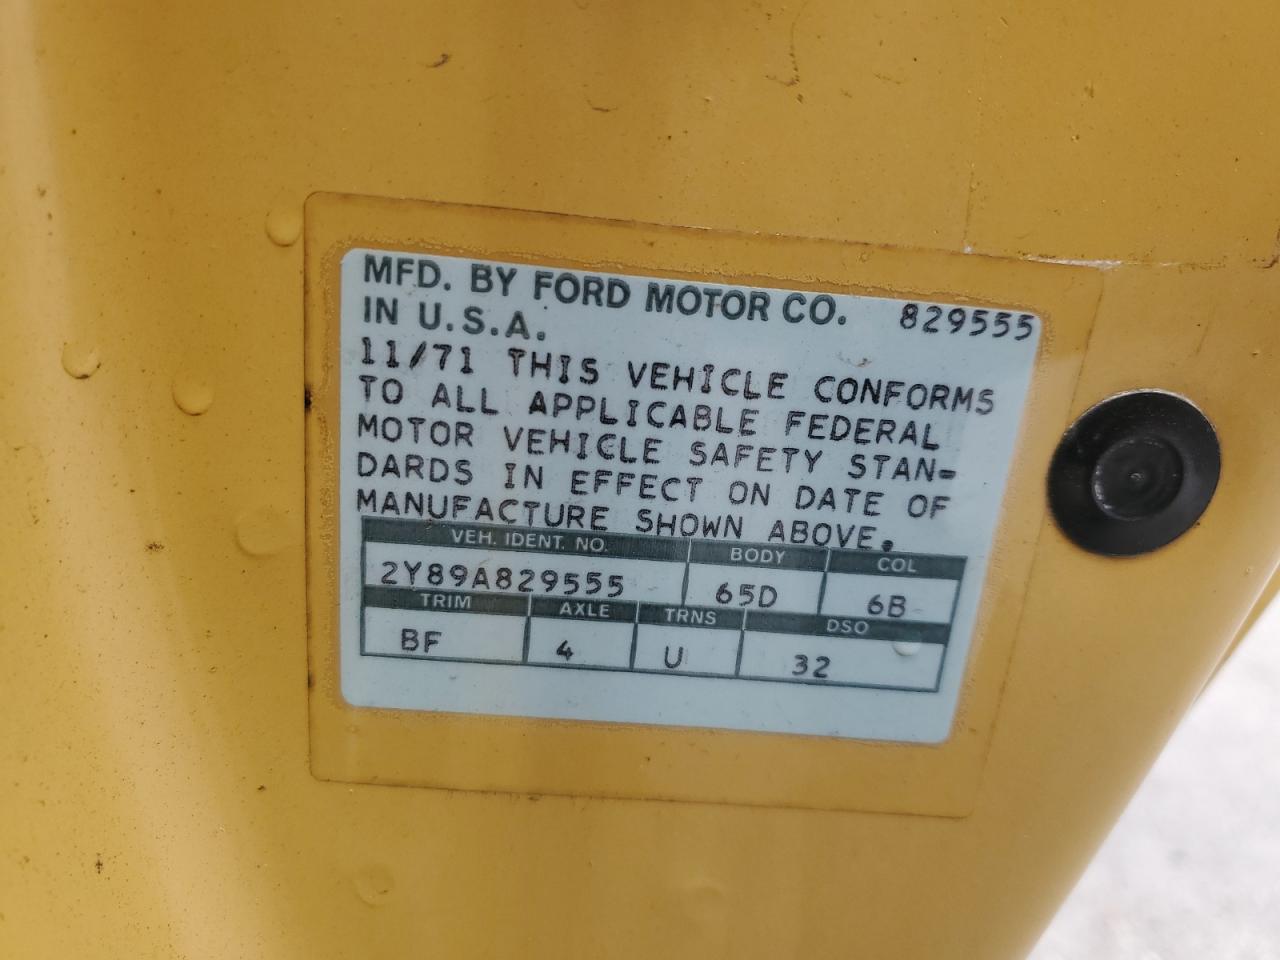 MFD. BY FORD MOTOR CO. 829555
IN U.S.A.
11/71 THIS VEHICLE CONFORMS
TO ALL APPLICABLE FEDERAL
MOTOR VEHICLE SAFETY STAN-
DARDS IN EFFECT ON DATE OF
MANUFACTURE SHOWN ABOVE.
VEH. IDENT. NO. BODY COL
2Y89A829555 65D 6B
TRIM AXLE TRNS DSO
BF 4 U 32